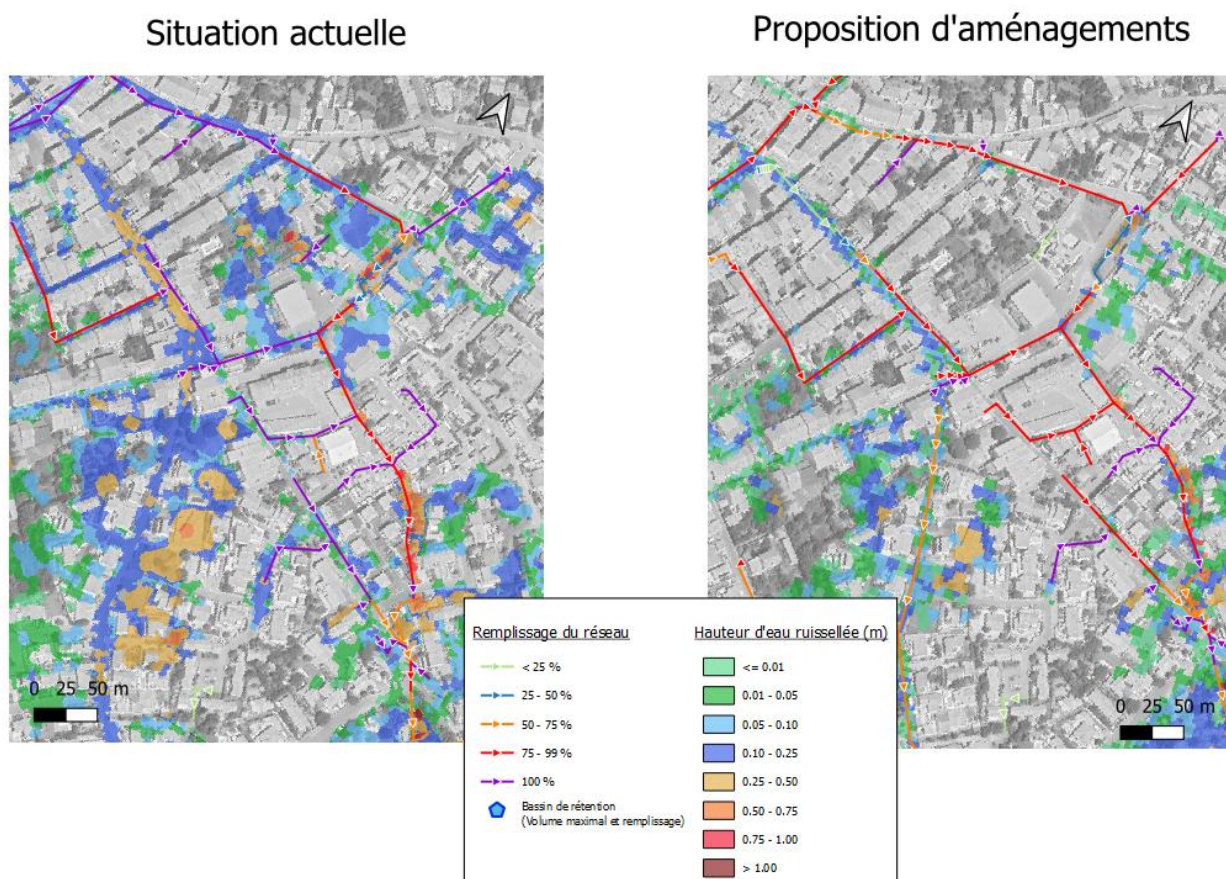 Situation actuelle
Proposition d'aménagements
0 25 50 m
0 25 50 m
Remplissage du réseau
< 25 %
25 - 50 %
50 - 75 %
75 - 99 %
100 %
Bassin de rétention
(Volume maximal et remplissage)
Hauteur d'eau ruissellée (m)
<= 0.01
0.01 - 0.05
0.05 - 0.10
0.10 - 0.25
0.25 - 0.50
0.50 - 0.75
0.75 - 1.00
> 1.00